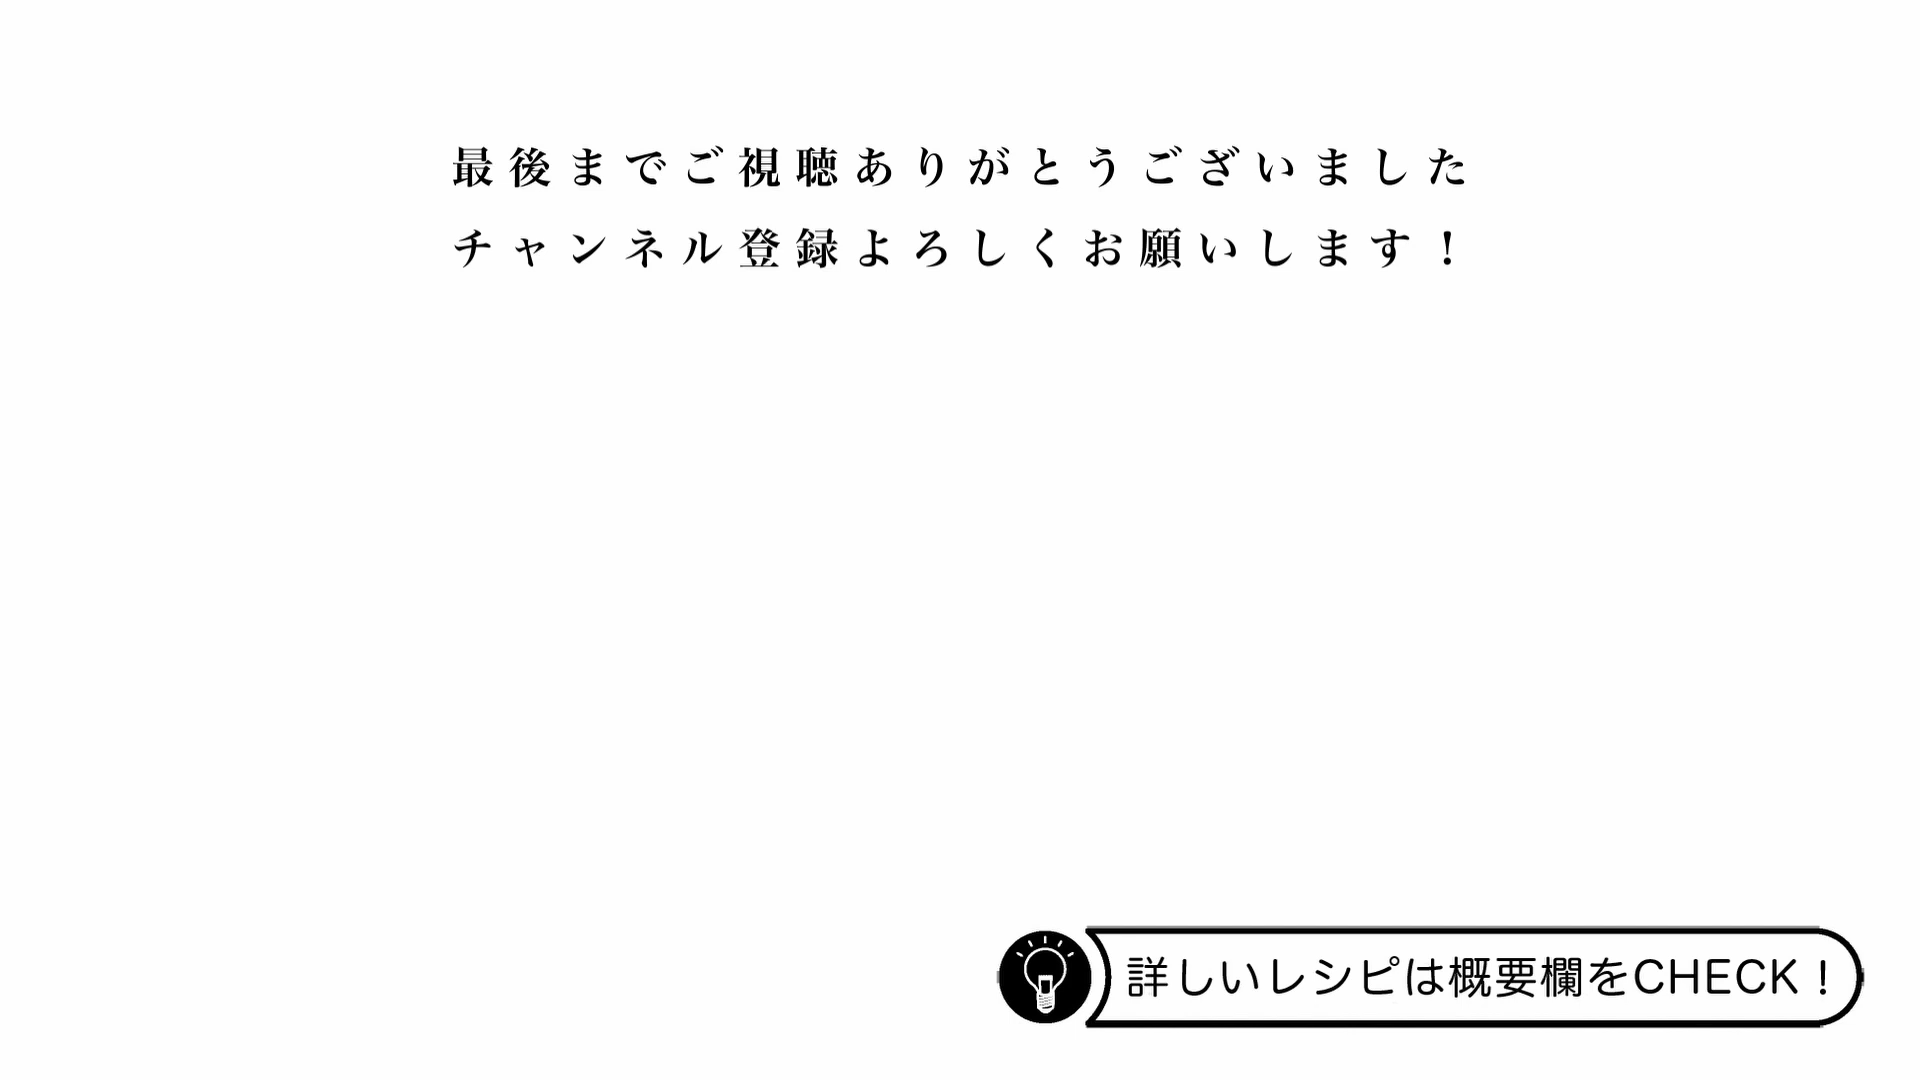 最後までご視聴ありがとうございました
チャンネル登録よろしくお願いします！
詳しいレシピは概要欄をCHECK！